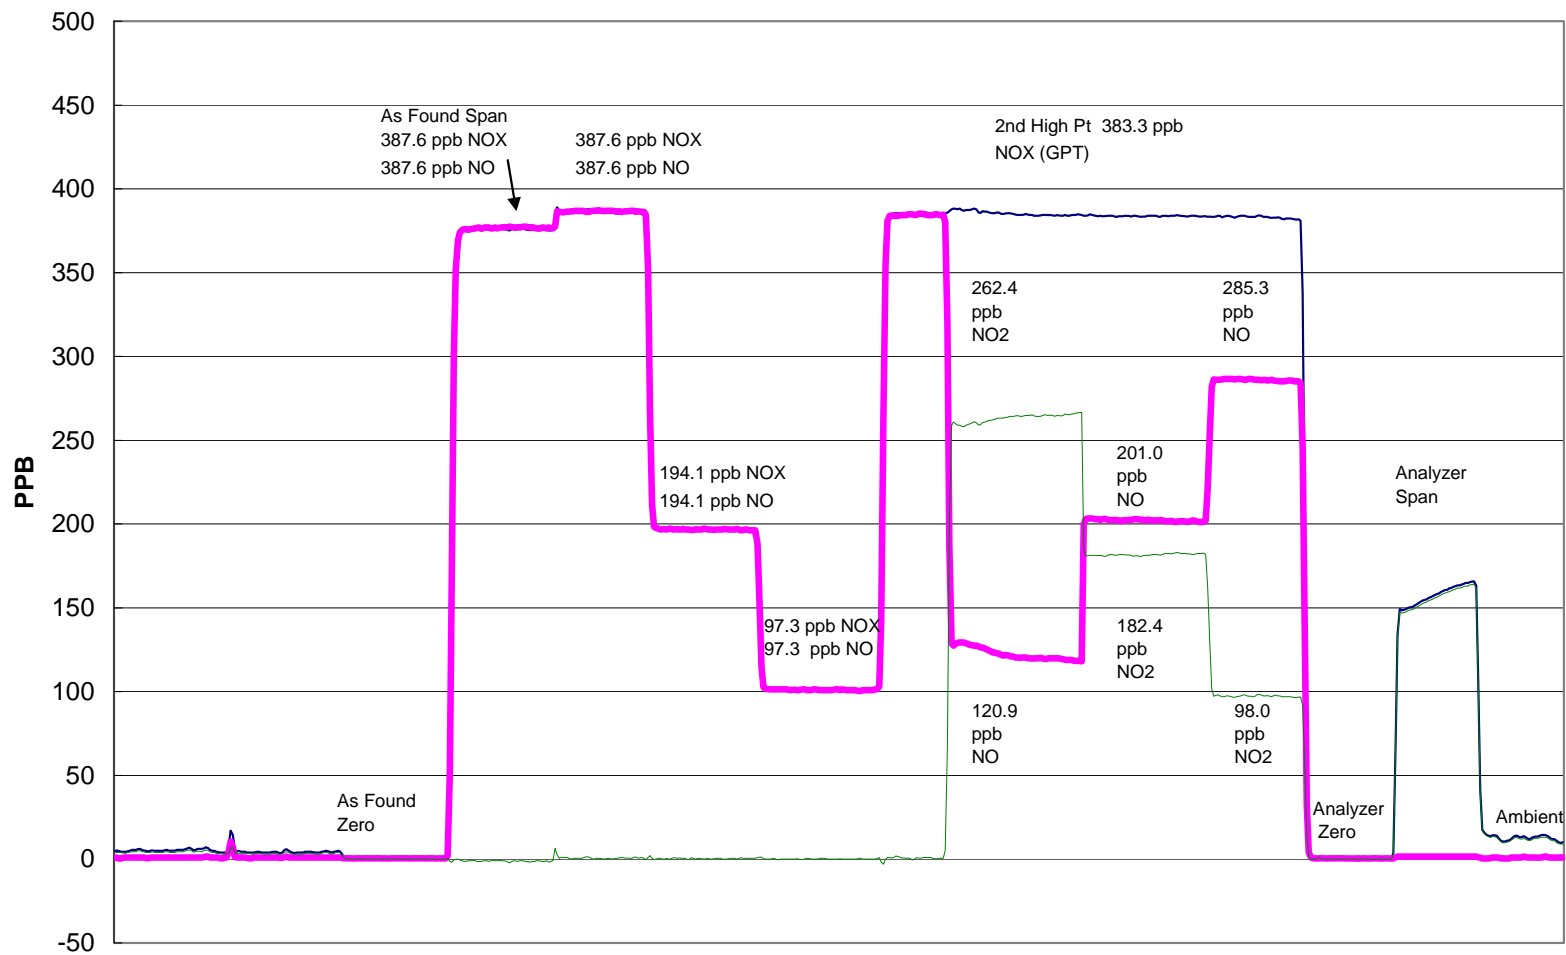 500
450
400
350
300
250
200
150
100
50
0
-50
PPB
As Found Span
387.6 ppb NOX
387.6 ppb NO
387.6 ppb NOX
387.6 ppb NO
2nd High Pt  383.3 ppb
NOX (GPT)
262.4
ppb
NO2
285.3
ppb
NO
194.1 ppb NOX
194.1 ppb NO
201.0
ppb
NO
Analyzer
Span
97.3 ppb NOX
97.3  ppb NO
182.4
ppb
NO2
120.9
ppb
NO
98.0
ppb
NO2
As Found
Zero
Analyzer
Zero
Ambient